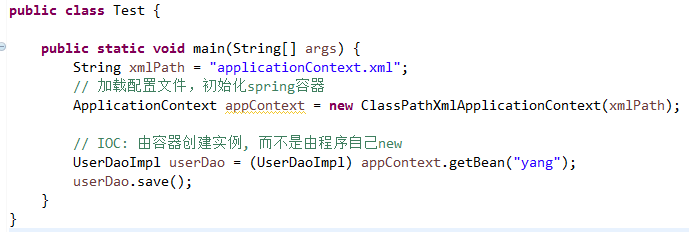 public class Test {
public static void main(String[] args) {
String xmlPath = "applicationContext.xml";
// 加载配置文件，初始化spring容器
ApplicationContext appContext = new ClassPathXmlApplicationContext(xmlPath);
// IOC: 由容器创建实例, 而不是由程序自己new
UserDaoImpl userDao = (UserDaoImpl) appContext.getBean("yang");
userDao.save();
}
}